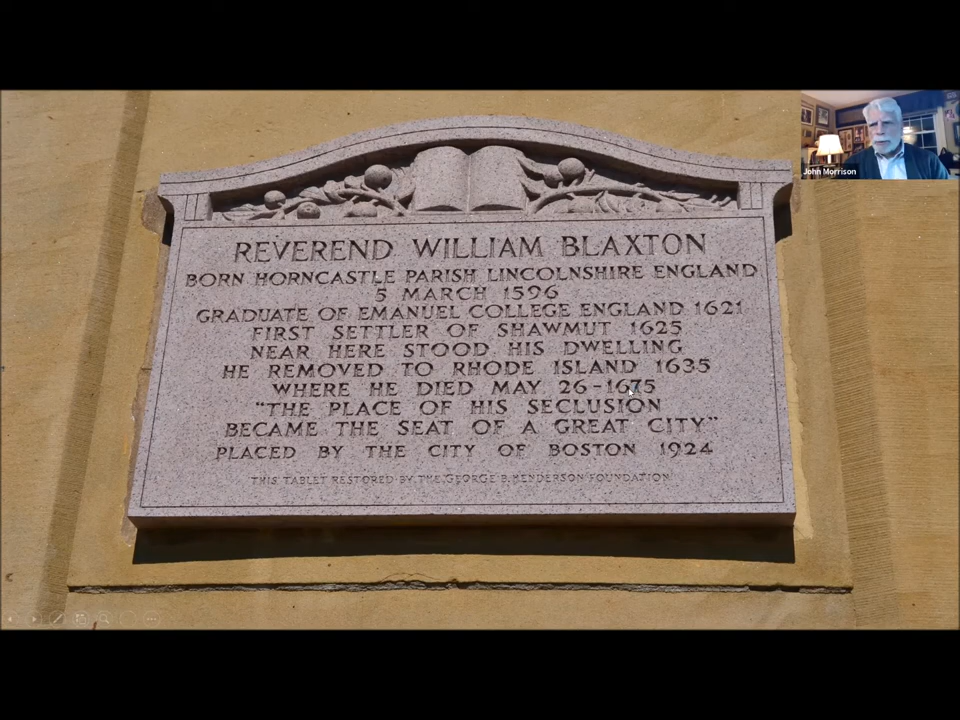 John Morrison
REVEREND WILLIAM BLAXTON
BORN HORNCASTLE PARISH LINCOLNSHIRE ENGLAND
5 MARCH 1596
GRADUATE OF EMANUEL COLLEGE ENGLAND 1621
FIRST SETTLER OF SHAWMUT 1625
NEAR HERE STOOD HIS DWELLING
HE REMOVED TO RHODE ISLAND 1635
WHERE HE DIED MAY 26-1675
"THE PLACE OF HIS SECLUSION
BECAME THE SEAT OF A GREAT CITY"
PLACED BY THE CITY OF BOSTON 1924
THIS TABLET RESTORED BY THE GEORGE B. HENDERSON FOUNDATION